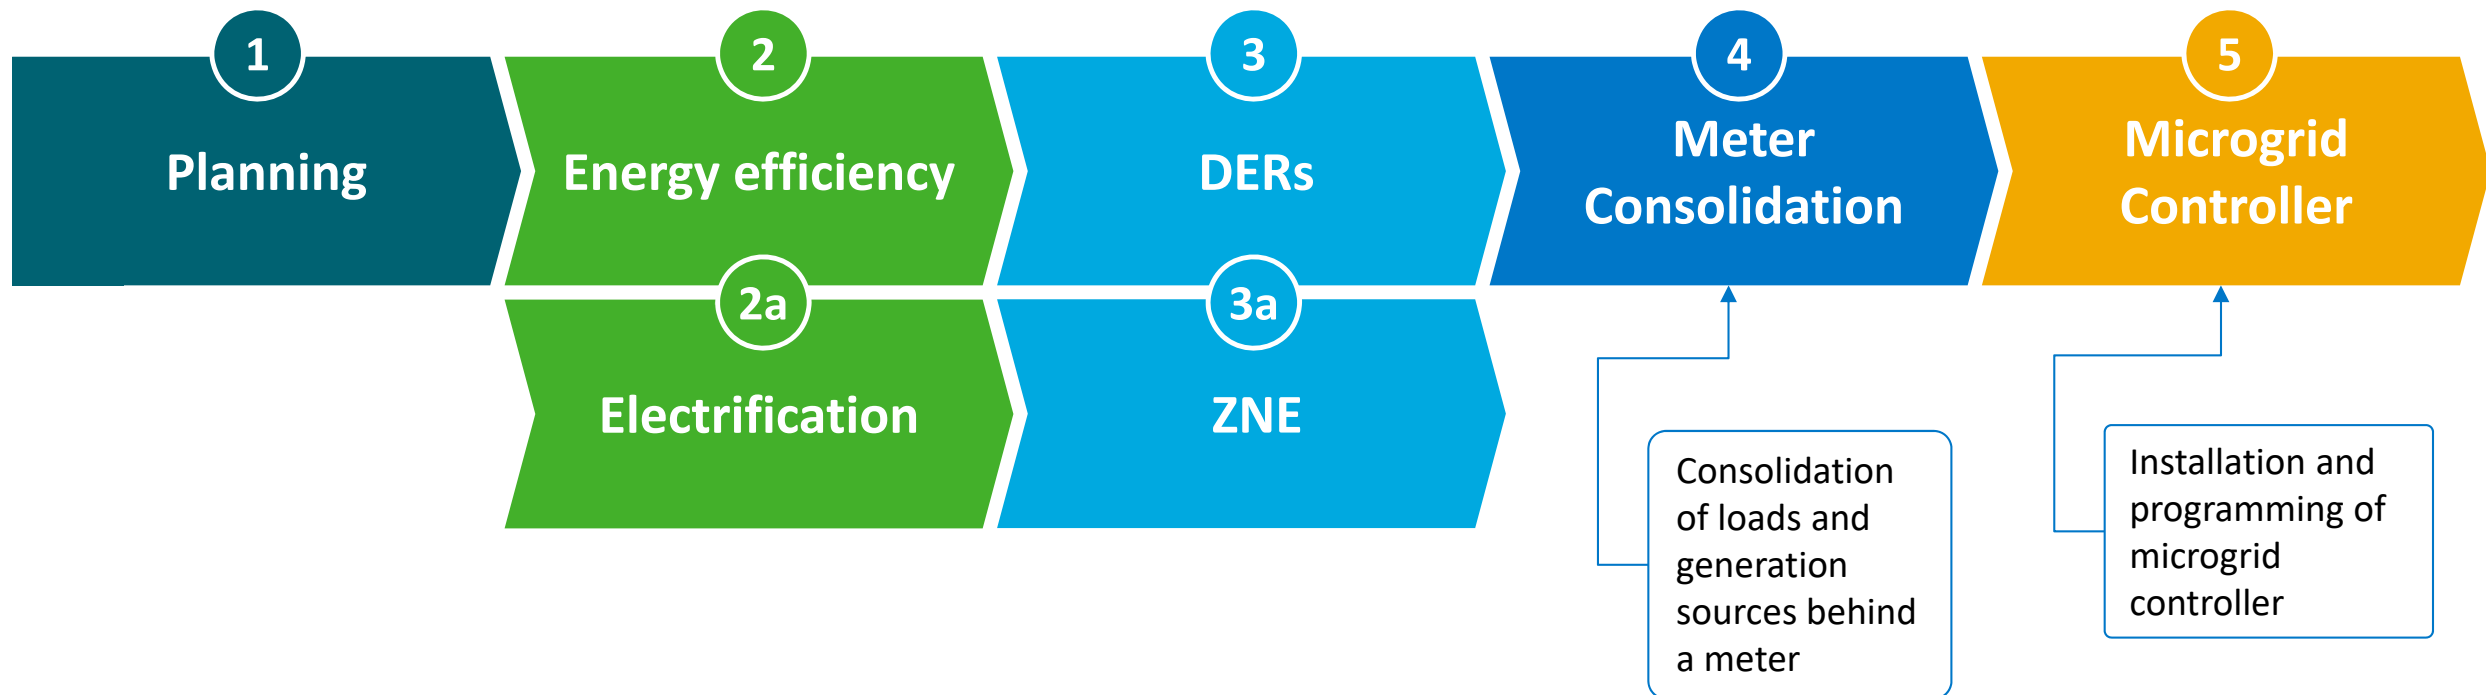 1
Planning
2
Energy efficiency
3
DERs
4
Meter
Consolidation
5
Microgrid
Controller
2a
Electrification
3a
ZNE
Consolidation
of loads and
generation
sources behind
a meter
Installation and
programming of
microgrid
controller